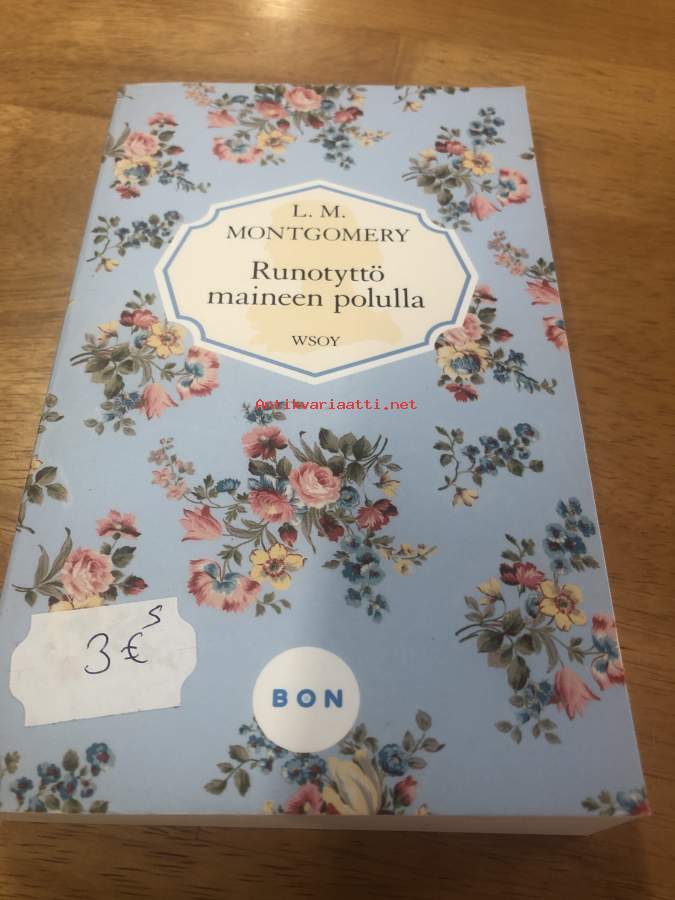 L. M.
MONTGOMERY
Runotyttö
maineen polulla
WSOY
Antikvariaatti.net
3 € s
BON